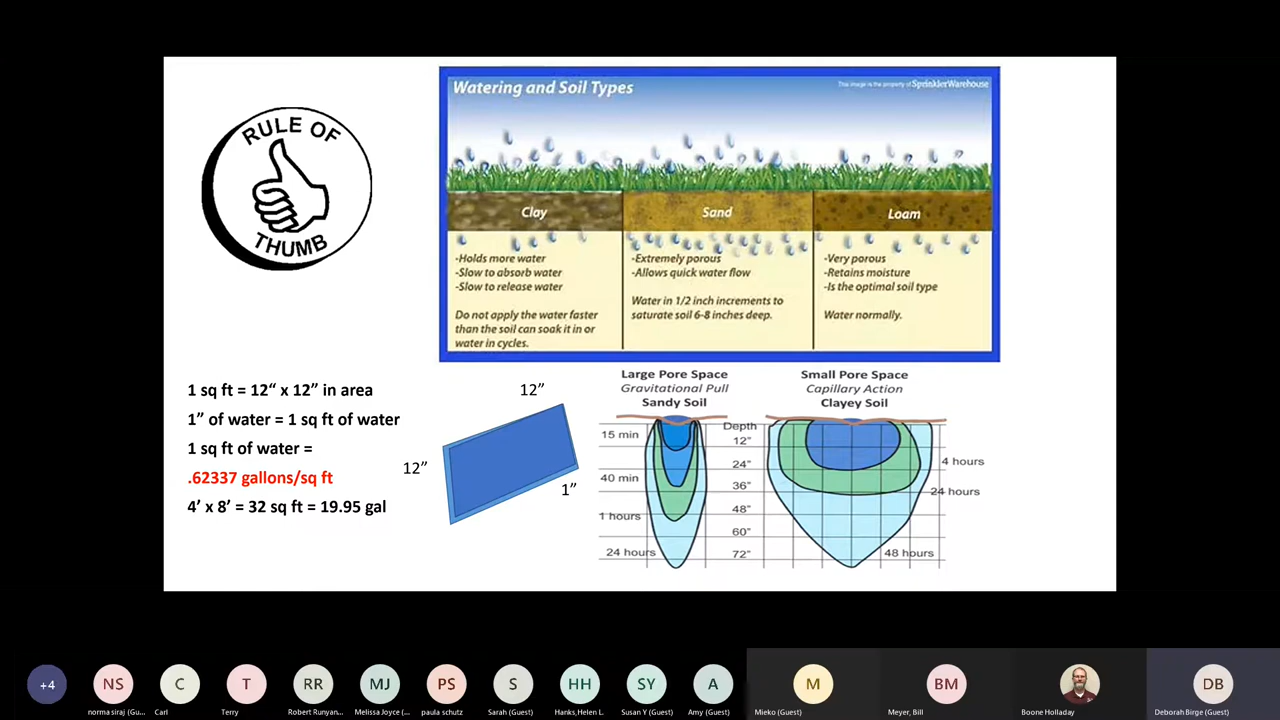 RULE OF
THUMB
Watering and Soil Types
This image is the property of SprinklerWarehouse
Clay
Sand
Loam
-Holds more water
-Slow to absorb water
-Slow to release water
Do not apply the water faster
than the soil can soak it in or
water in cycles.
-Extremely porous
-Allows quick water flow
Water in 1/2 inch increments to
saturate soil 6-8 inches deep.
-Very porous
-Retains moisture
-Is the optimal soil type
Water normally.
1 sq ft = 12“ x 12” in area
1” of water = 1 sq ft of water
1 sq ft of water =
.62337 gallons/sq ft
4’ x 8’ = 32 sq ft = 19.95 gal
12”
12”
1”
Large Pore Space
Gravitational Pull
Sandy Soil
Small Pore Space
Capillary Action
Clayey Soil
Depth
15 min
12"
4 hours
24"
40 min
36"
24 hours
1 hours
48"
60"
24 hours
72"
48 hours
+4
NS
C
T
RR
MJ
PS
S
HH
SY
A
M
BM
DB
norma siraj (Gu...
Carl
Terry
Robert Runyan...
Melissa Joyce (...
paula schutz
Sarah (Guest)
Hanks,Helen L.
Susan Y (Guest)
Amy (Guest)
Mieko (Guest)
Meyer, Bill
Boone Holladay
Deborah Birge (Guest)